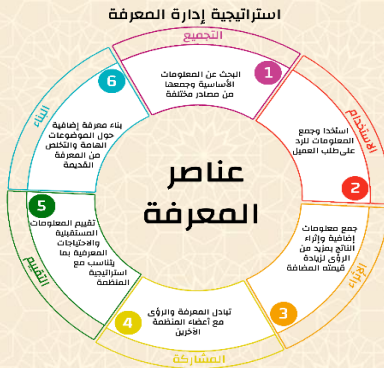 استراتيجية إدارة المعرفة
التجميع
1
البحث عن المعلومات
الأساسية وجمعها
من مصادر مختلفة
الاستخدام
استخدا وجمع
المعلومات للرد
على طلب العميل
2
الإثراء
جمع معلومات
إضافية وإثراء
الناتج بمزيد من
الرؤى لزيادة
قيمته المضافة
3
المشاركة
تبادل المعرفة والرؤى
مع أعضاء المنظمة
الآخرين
4
التقييم
5
تقييم المعلومات
المستقبلية
والاحتياجات
المعرفية بما
يتناسب مع
استراتيجية
المنظمة
البناء
6
بناء معرفة إضافية
حول الموضوعات
الهامة والتخلص
من المعرفة
القديمة
عناصر
المعرفة